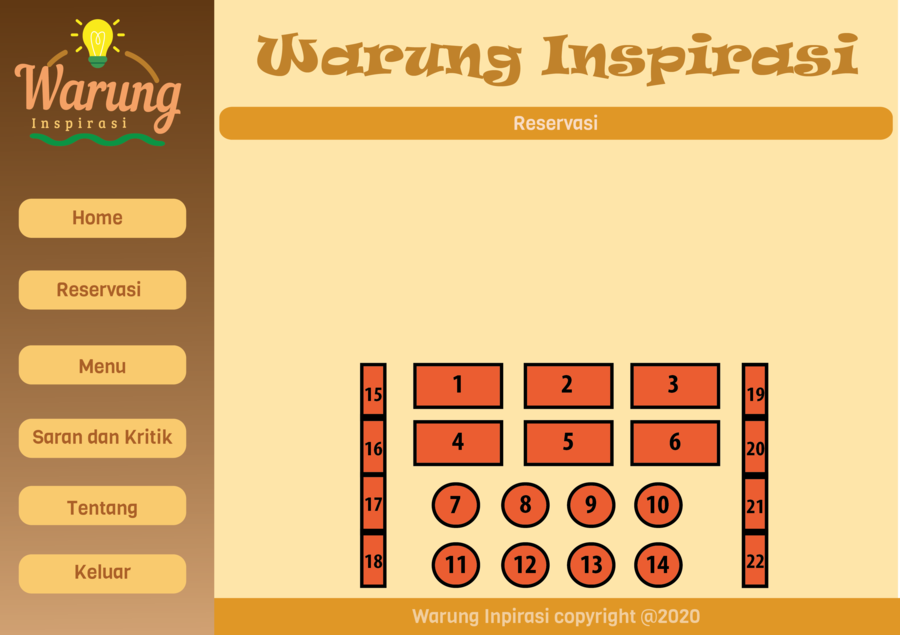 Warung
Inspirasi
Warung Inspirasi
Reservasi
Home
Reservasi
Menu
Saran dan Kritik
Tentang
Keluar
15 1 2 3 19
16 4 5 6 20
17 7 8 9 10 21
18 11 12 13 14 22
Warung Inpirasi copyright @2020